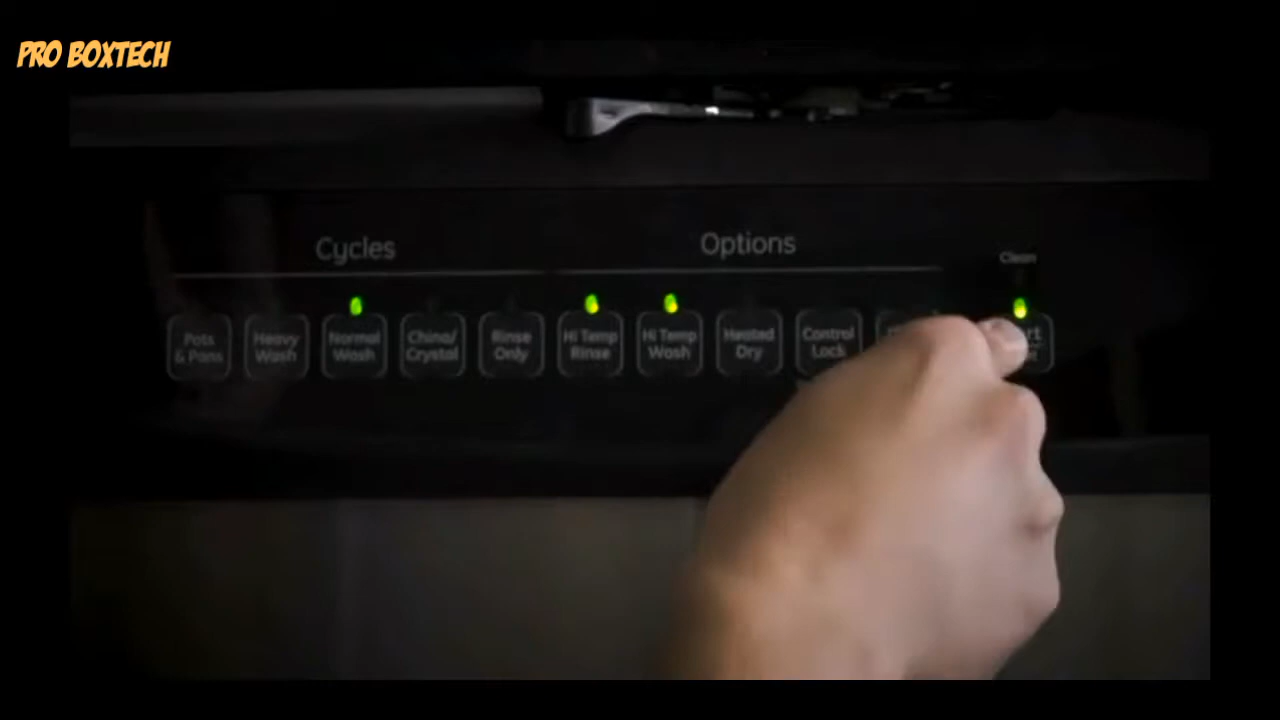 PRO BOXTECH
Cycles
Options
Clean
Pots
& Pans
Heavy
Wash
Normal
Wash
China/
Crystal
Rinse
Only
Hi Temp
Rinse
Hi Temp
Wash
Heated
Dry
Control
Lock